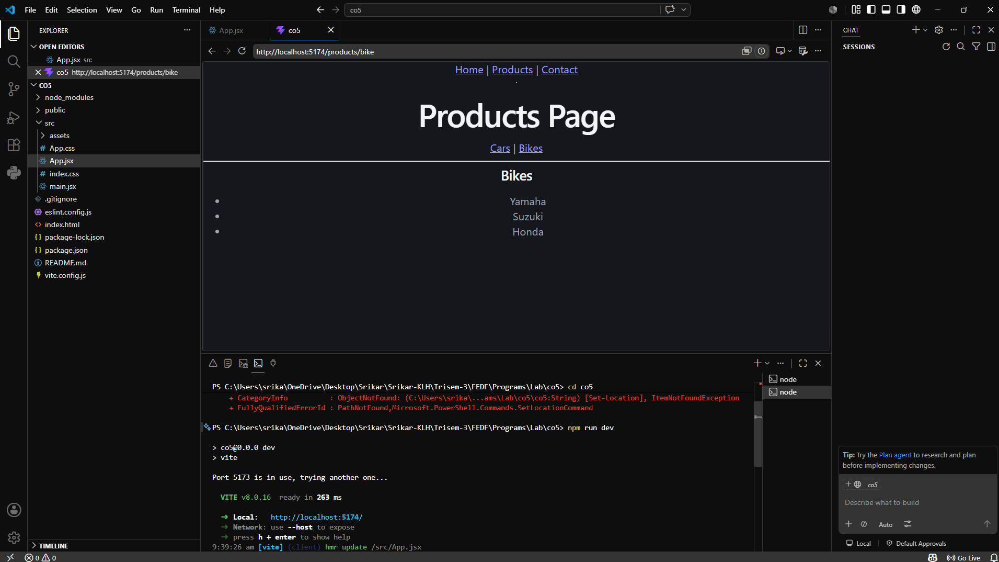 File Edit Selection View Go Run Terminal Help
co5
EXPLORER
OPEN EDITORS
App.jsx src
co5 http://localhost:5174/products/bike
CO5
node_modules
public
src
assets
App.css
App.jsx
index.css
main.jsx
.gitignore
eslint.config.js
index.html
package-lock.json
package.json
README.md
vite.config.js
TIMELINE
App.jsx
co5
http://localhost:5174/products/bike
Home | Products | Contact
.
Products Page
Cars | Bikes
Bikes
Yamaha
Suzuki
Honda
PS C:\Users\srika\OneDrive\Desktop\Srikar\Srikar-KLH\Trisem-3\FEDF\Programs\Lab\co5> cd co5
+ CategoryInfo : ObjectNotFound: (C:\Users\srika\...ams\Lab\co5\co5:String) [Set-Location], ItemNotFoundException
+ FullyQualifiedErrorId : PathNotFound,Microsoft.PowerShell.Commands.SetLocationCommand
PS C:\Users\srika\OneDrive\Desktop\Srikar\Srikar-KLH\Trisem-3\FEDF\Programs\Lab\co5> npm run dev
> co5@0.0.0 dev
> vite
Port 5173 is in use, trying another one...
VITE v8.0.16 ready in 263 ms
➜ Local: http://localhost:5174/
➜ Network: use --host to expose
➜ press h + enter to show help
9:39:26 am [vite] (client) hmr update /src/App.jsx
node
node
CHAT
SESSIONS
Tip: Try the Plan agent to research and plan
before implementing changes.
co5
Describe what to build
Auto
Local
Default Approvals
0 0
Go Live